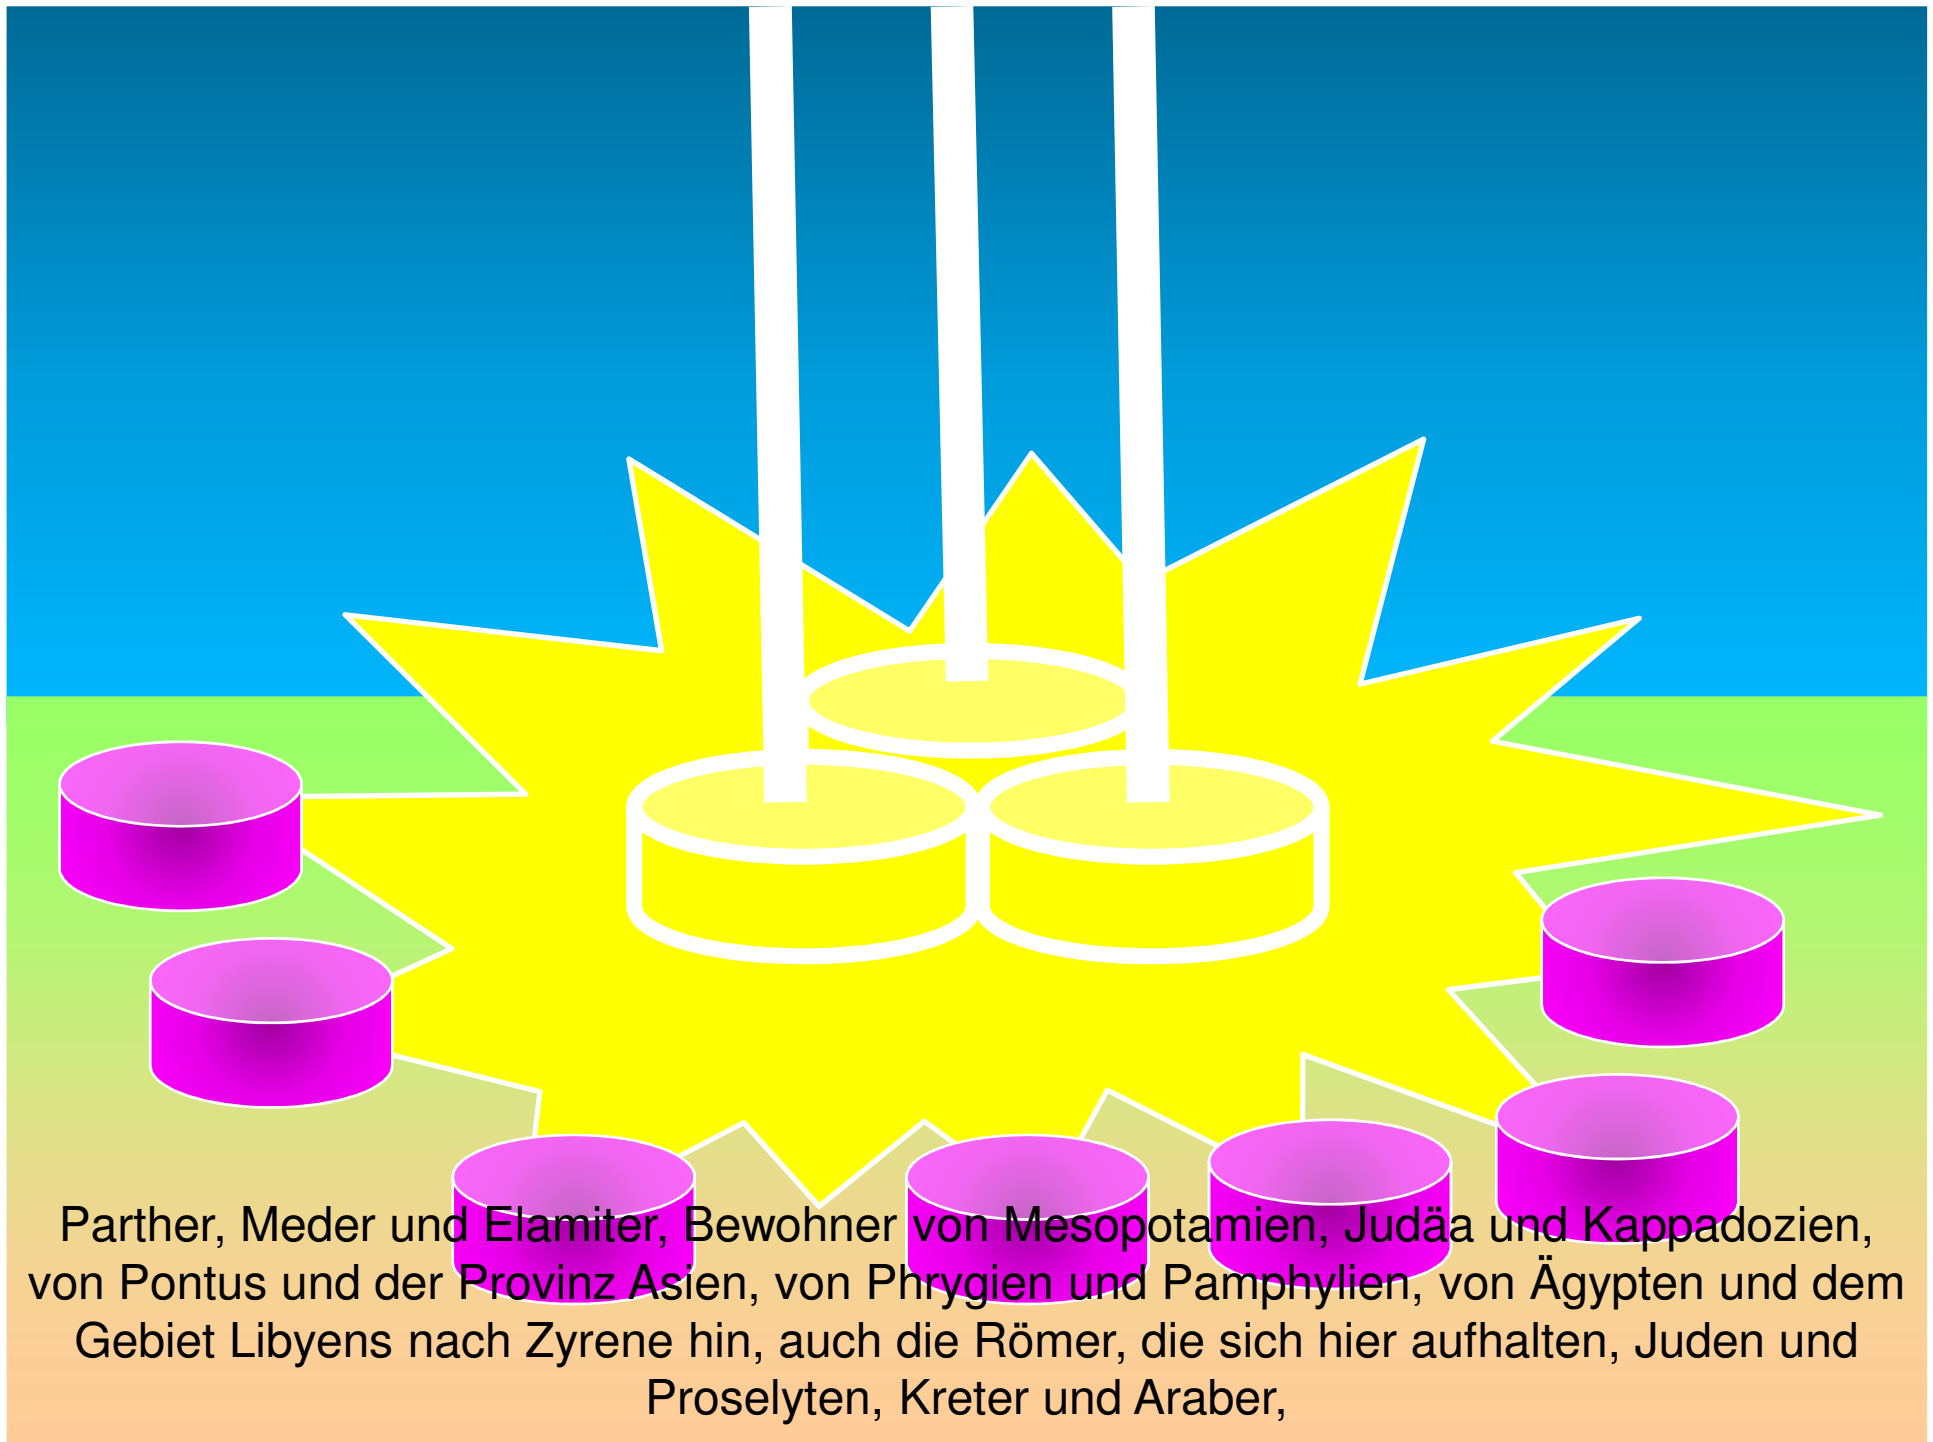 Parther, Meder und Elamiter, Bewohner von Mesopotamien, Judäa und Kappadozien,
von Pontus und der Provinz Asien, von Phrygien und Pamphylien, von Ägypten und dem
Gebiet Libyens nach Zyrene hin, auch die Römer, die sich hier aufhalten, Juden und
Proselyten, Kreter und Araber,